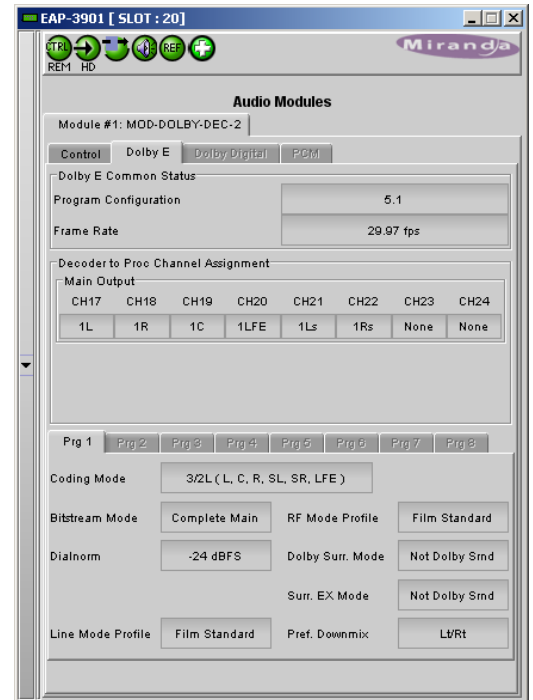 EAP-3901 [ SLOT : 20]
CTRL REF
REM HD
Miranda
Audio Modules
Module #1: MOD-DOLBY-DEC-2
Control Dolby E Dolby Digital PCM
Dolby E Common Status
Program Configuration 5.1
Frame Rate 29.97 fps
Decoder to Proc Channel Assignment
Main Output
CH17 CH18 CH19 CH20 CH21 CH22 CH23 CH24
1L 1R 1C 1LFE 1Ls 1Rs None None
Prg 1 Prg 2 Prg 3 Prg 4 Prg 5 Prg 6 Prg 7 Prg 8
Coding Mode 3/2L ( L, C, R, SL, SR, LFE )
Bitstream Mode Complete Main RF Mode Profile Film Standard
Dialnorm -24 dBFS Dolby Surr. Mode Not Dolby Srnd
Surr. EX Mode Not Dolby Srnd
Line Mode Profile Film Standard Pref. Downmix Lt/Rt